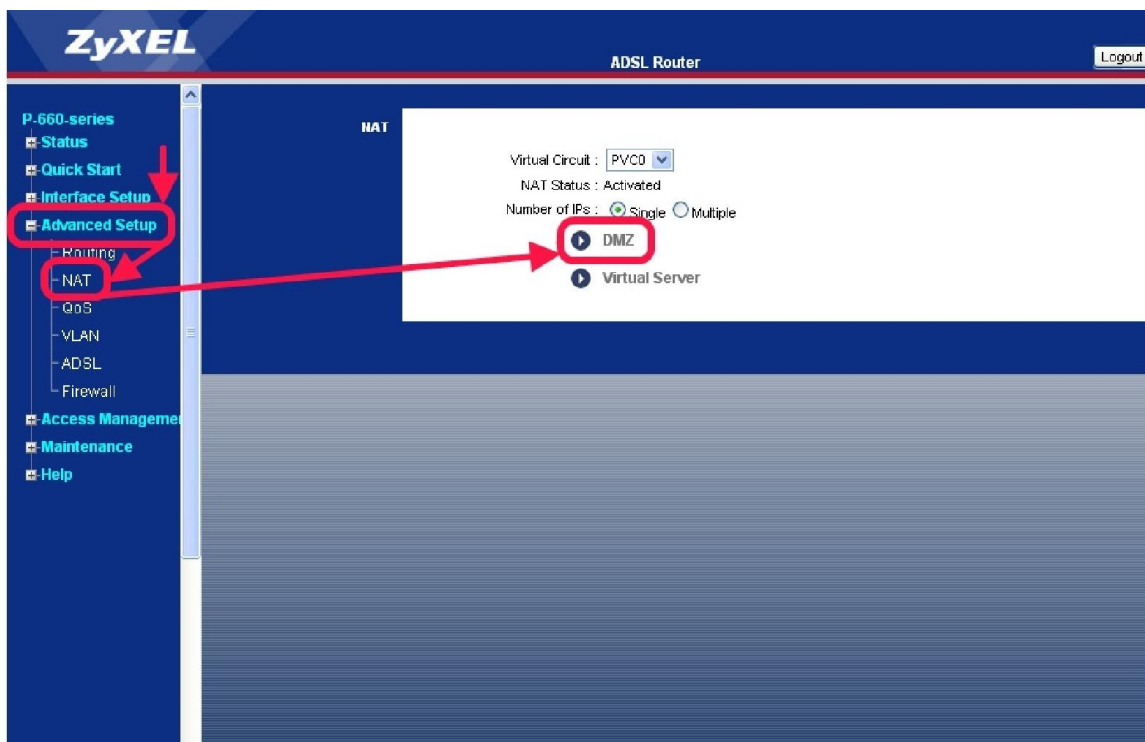 ZyXEL
ADSL Router
Logout
P-660-series
Status
Quick Start
Interface Setup
Advanced Setup
Routing
NAT
QoS
VLAN
ADSL
Firewall
Access Managemen
Maintenance
Help
NAT
Virtual Circuit : PVC0
NAT Status : Activated
Number of IPs : Single Multiple
DMZ
Virtual Server